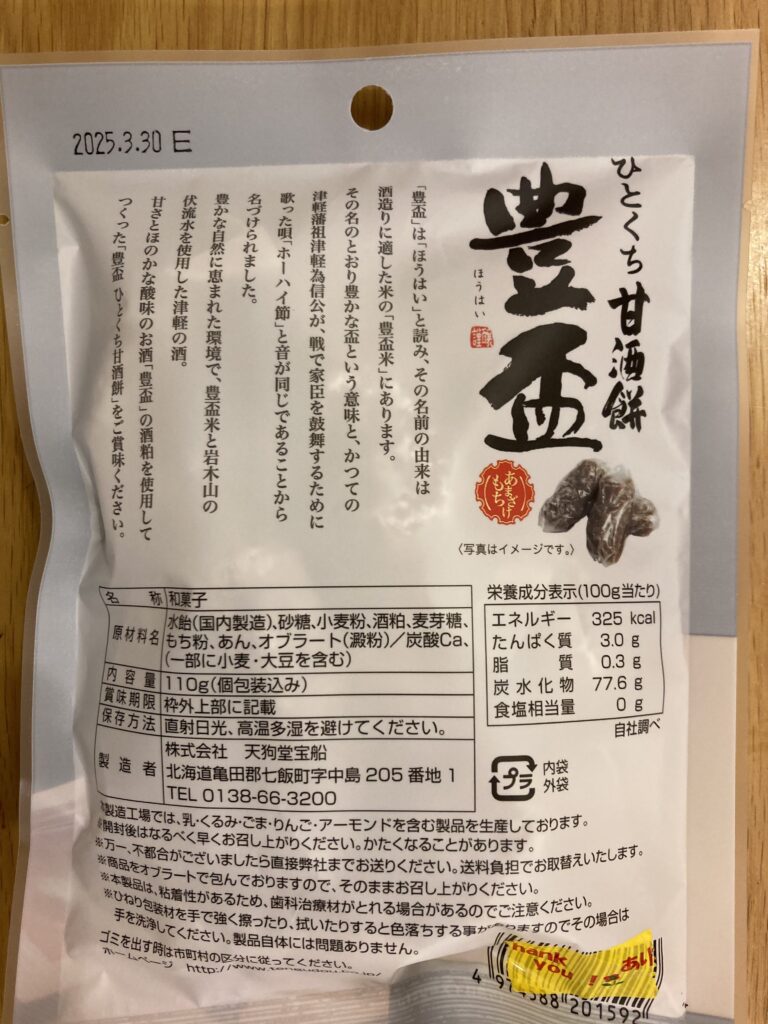 2025.3.30 E
ひとくち甘酒餅
豊盃
ほうはい
あまざけ
もち
〈写真はイメージです。〉
「豊盃」は「ほうはい」と読み、その名前の由来は
酒造りに適した米の「豊盃米」にあります。
その名のとおり豊かな盃という意味と、かつての
津軽藩祖津軽為信公が、戦で家臣を鼓舞するために
歌った唄「ホーハイ節」と音が同じであることから
名づけられました。
豊かな自然に恵まれた環境で、豊盃米と岩木山の
伏流水を使用した津軽の酒。
甘さとほのかな酸味のお酒「豊盃」の酒粕を使用して
つくった「豊盃 ひとくち甘酒餅」をご賞味ください。
名称 和菓子
原材料名 水飴(国内製造)、砂糖、小麦粉、酒粕、麦芽糖、
もち粉、あん、オブラート(澱粉)/炭酸Ca、
(一部に小麦・大豆を含む)
内容量 110g(個包装込み)
賞味期限 枠外上部に記載
保存方法 直射日光、高温多湿を避けてください。
製造者 株式会社 天狗堂宝船
北海道亀田郡七飯町字中島205番地1
TEL 0138-66-3200
栄養成分表示(100g当たり)
エネルギー 325 kcal
たんぱく質 3.0 g
脂質 0.3 g
炭水化物 77.6 g
食塩相当量 0 g
自社調べ
プラ
内袋
外袋
本製造工場では、乳・くるみ・ごま・りんご・アーモンドを含む製品を生産しております。
※開封後はなるべく早くお召し上がりください。かたくなることがあります。
※万一、不都合がございましたら直接弊社までお送りください。送料負担でお取替えいたします。
※商品をオブラートで包んでおりますので、そのままお召し上がりください。
※本製品は、粘着性があるため、歯科治療材がとれる場合があるのでご注意ください。
※ひねり包装材を手で強く擦ったり、拭いたりすると色落ちする事がありますのでその場合は
手を洗浄してください。製品自体には問題ありません。
ゴミを出す時は市町村の区分に従ってください。
ホームページ
Thank
you
201592